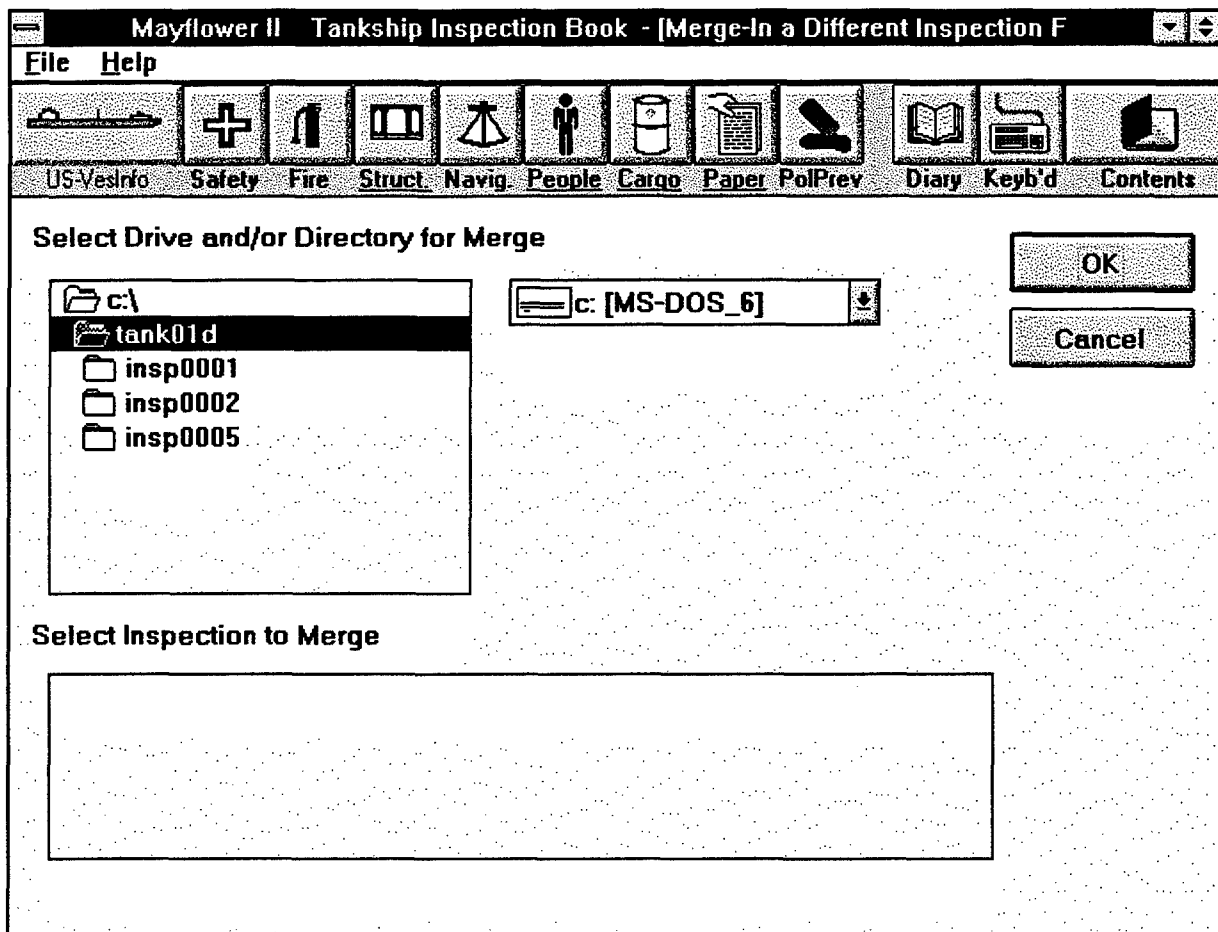 Mayflower II Tankship Inspection Book - [Merge-In a Different Inspection F
File Help
US-VesInfo Safety Fire Struct. Navig. People Cargo Paper PolPrev Diary Keyb'd Contents
Select Drive and/or Directory for Merge
OK
c:\
c: [MS-DOS_6]
tank01d
Cancel
insp0001
insp0002
insp0005
Select Inspection to Merge